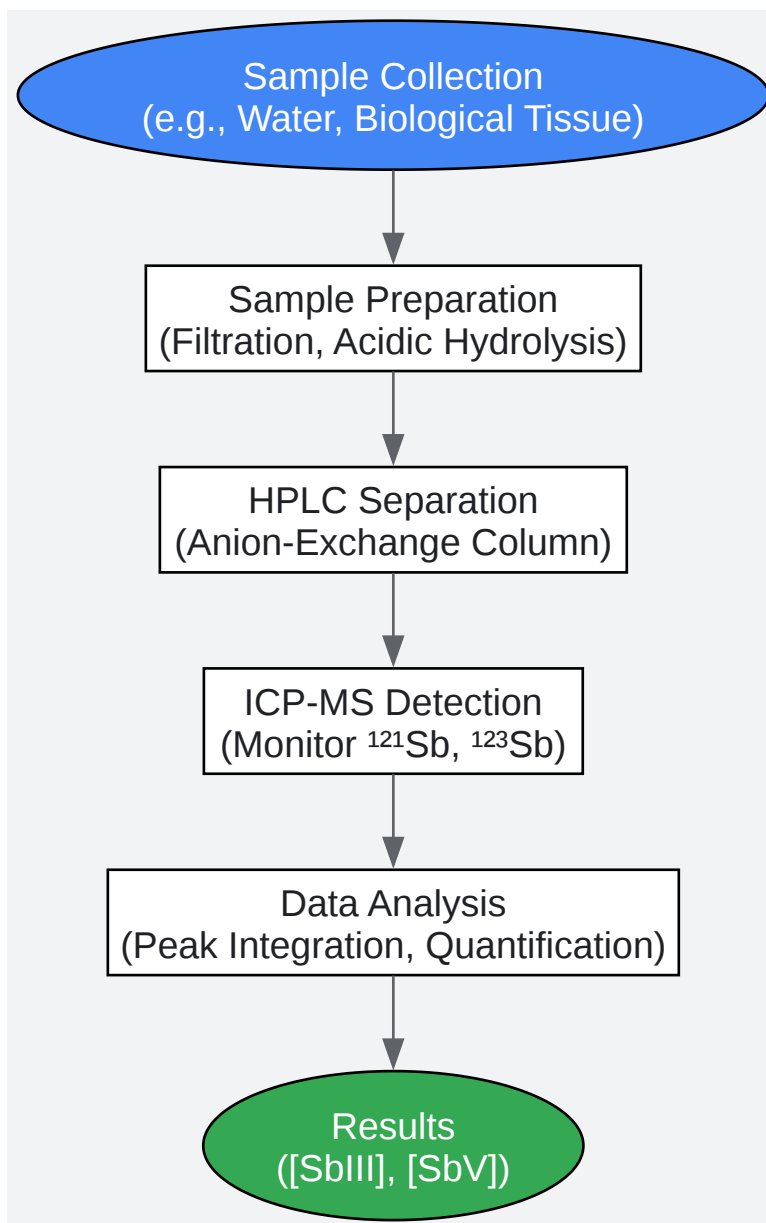 Sample Collection
(e.g., Water, Biological Tissue)
Sample Preparation
(Filtration, Acidic Hydrolysis)
HPLC Separation
(Anion-Exchange Column)
ICP-MS Detection
(Monitor ¹²¹Sb, ¹²³Sb)
Data Analysis
(Peak Integration, Quantification)
Results
([SbIII], [SbV])